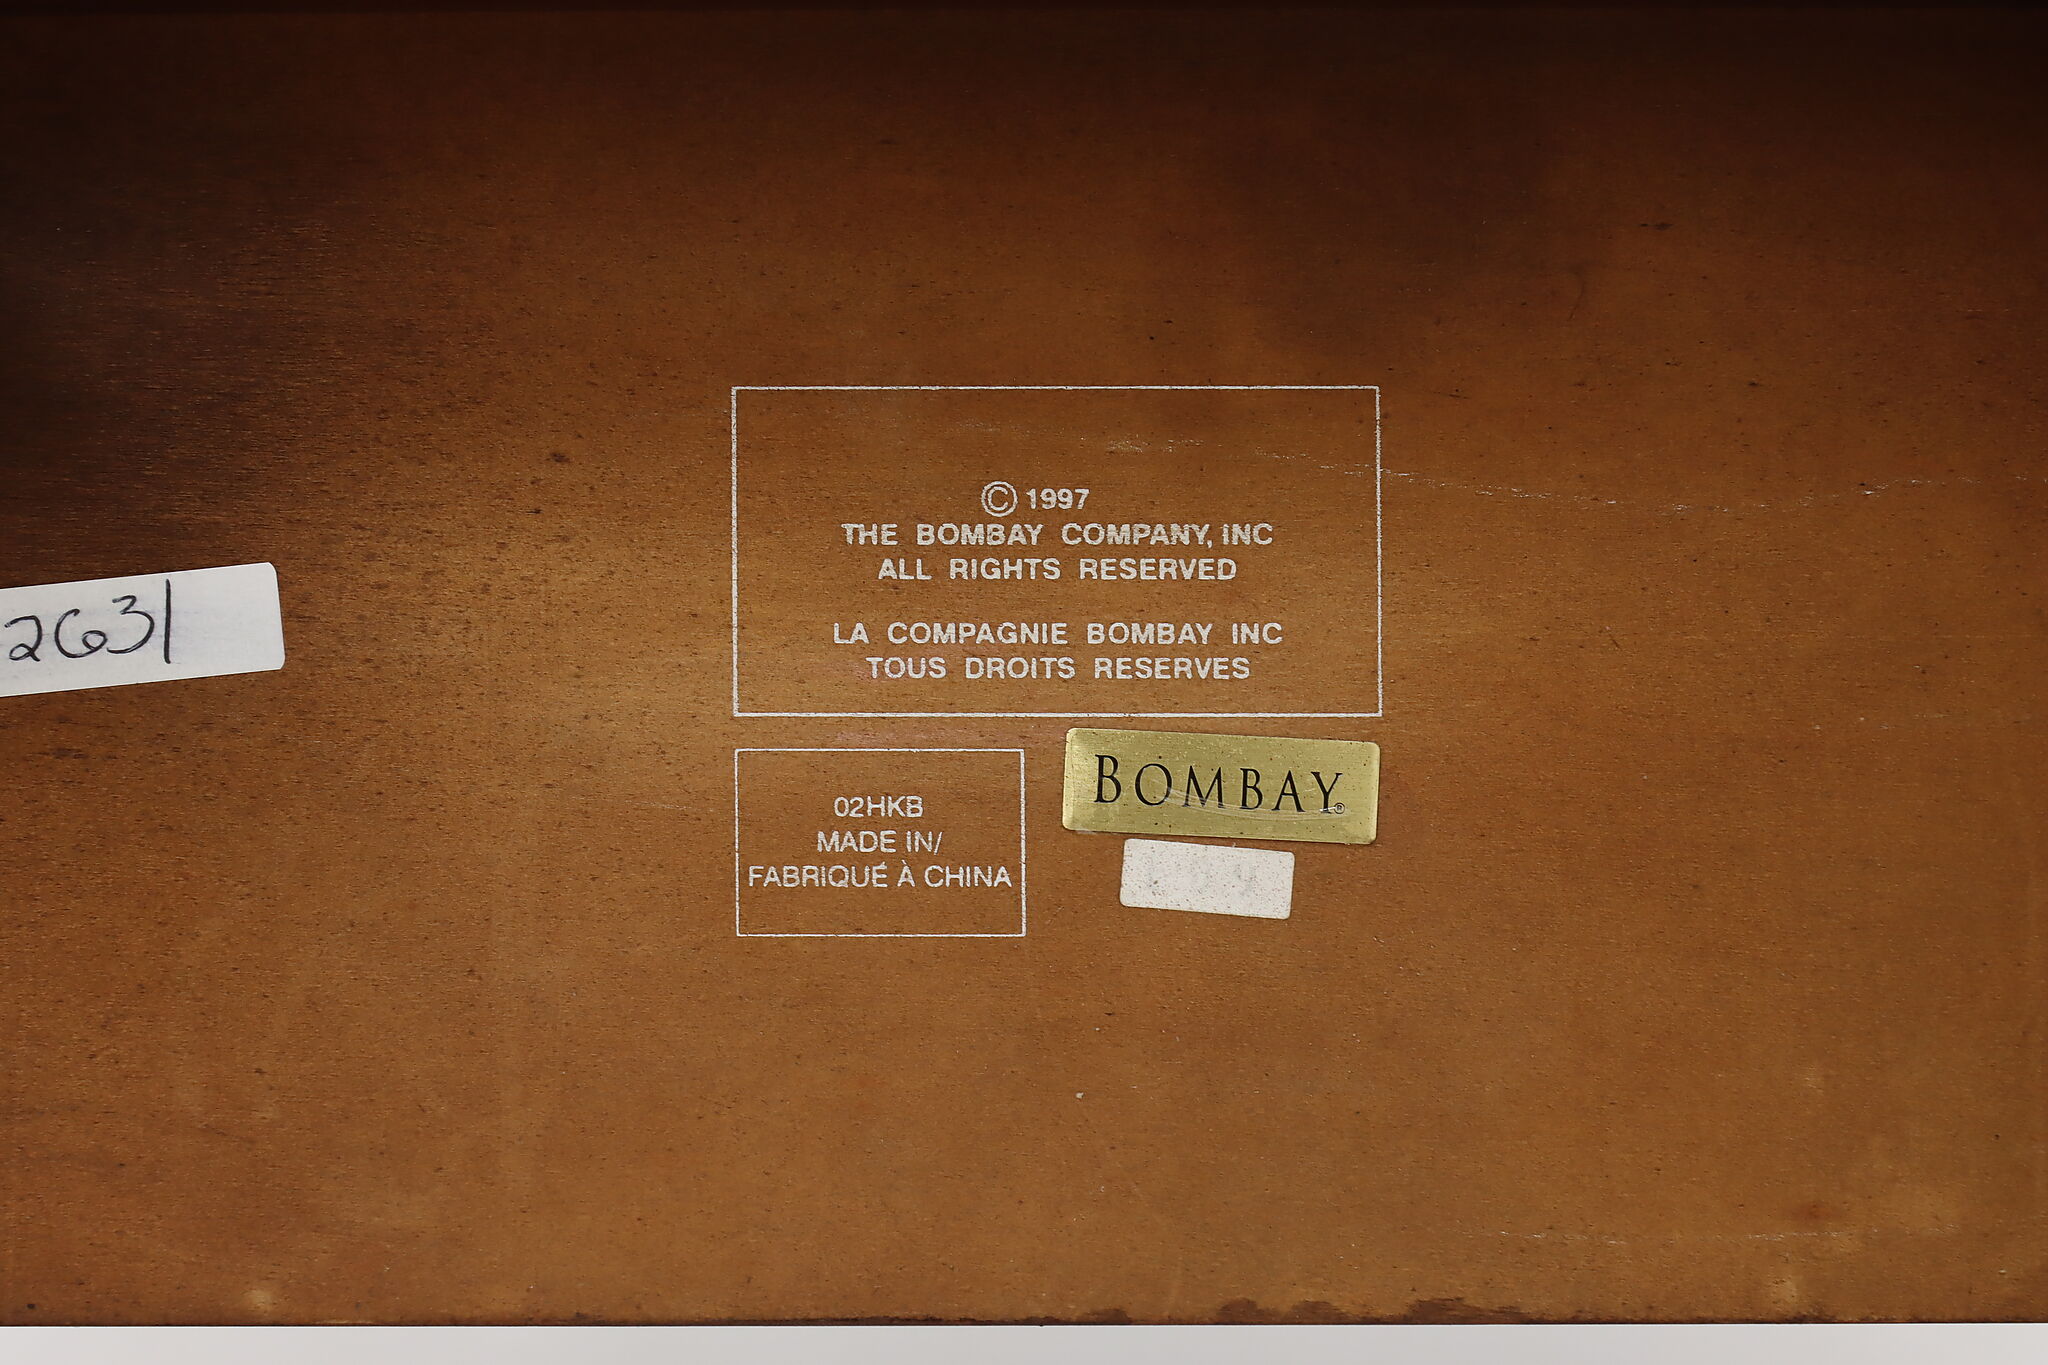 © 1997
THE BOMBAY COMPANY, INC
ALL RIGHTS RESERVED
LA COMPAGNIE BOMBAY INC
TOUS DROITS RESERVES
2631
BOMBAY®
02HKB
MADE IN/
FABRIQUÉ À CHINA